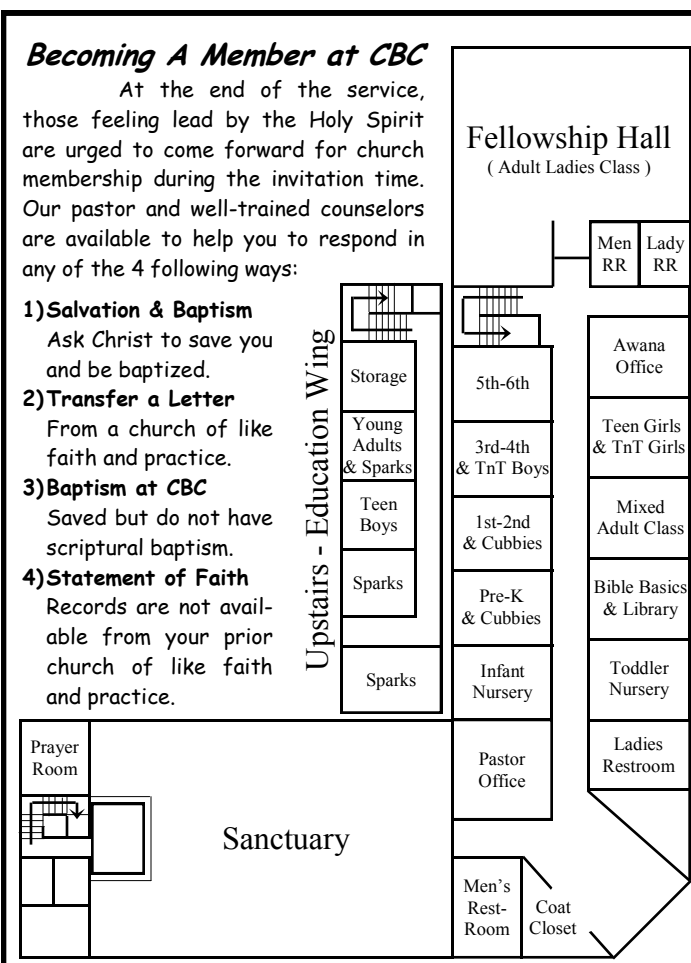 Becoming A Member at CBC
At the end of the service,
those feeling lead by the Holy Spirit
are urged to come forward for church
membership during the invitation time.
Our pastor and well-trained counselors
are available to help you to respond in
any of the 4 following ways:
1)Salvation & Baptism
Ask Christ to save you
and be baptized.
2)Transfer a Letter
From a church of like
faith and practice.
3)Baptism at CBC
Saved but do not have
scriptural baptism.
4)Statement of Faith
Records are not avail-
able from your prior
church of like faith
and practice.
Upstairs - Education Wing
Storage
Young
Adults
& Sparks
Teen
Boys
Sparks
Sparks
Fellowship Hall
( Adult Ladies Class )
Men
RR
Lady
RR
5th-6th
3rd-4th
& TnT Boys
1st-2nd
& Cubbies
Pre-K
& Cubbies
Infant
Nursery
Pastor
Office
Awana
Office
Teen Girls
& TnT Girls
Mixed
Adult Class
Bible Basics
& Library
Toddler
Nursery
Ladies
Restroom
Prayer
Room
Sanctuary
Men's
Rest-
Room
Coat
Closet